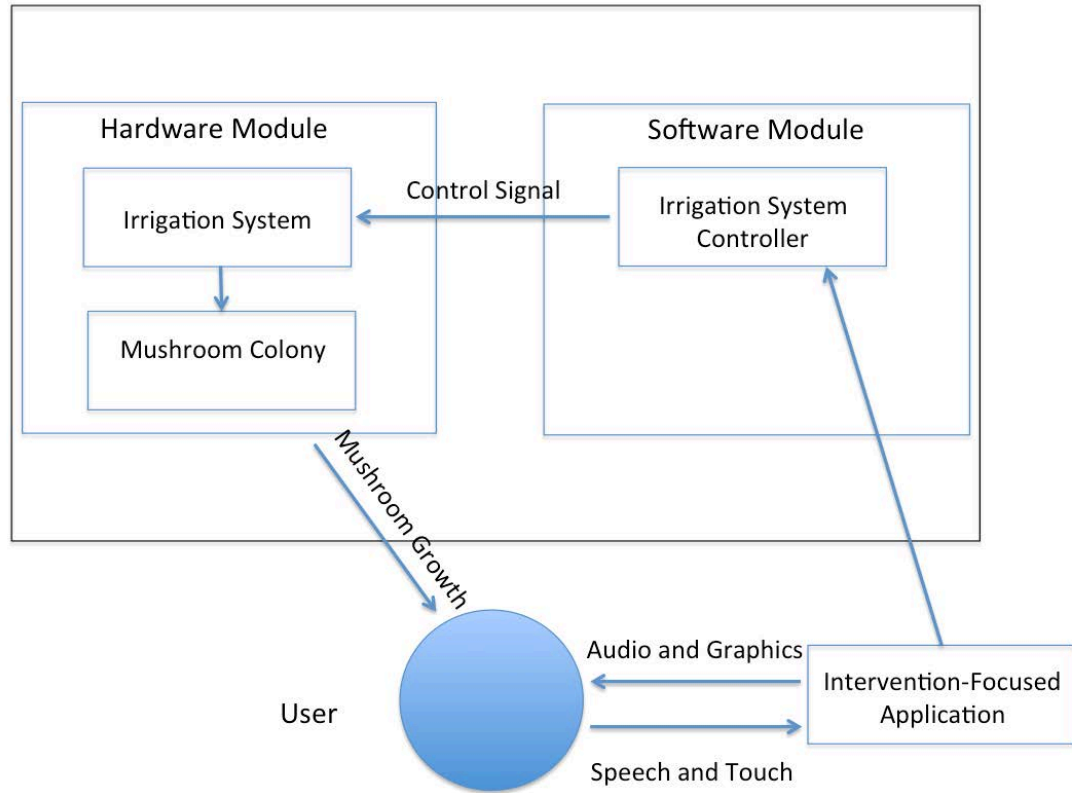 Hardware Module
Software Module
Irrigation System
Control Signal
Irrigation System
Controller
Mushroom Colony
Mushroom Growth
User
Audio and Graphics
Speech and Touch
Intervention-Focused
Application